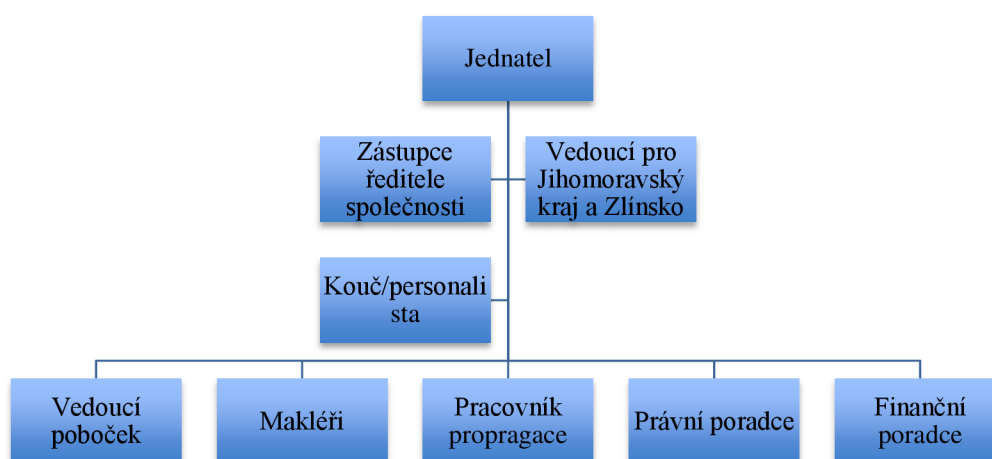 Jednatel
Zástupce
ředitele
společnosti
Vedoucí pro
Jihomoravský
kraj a Zlínsko
Kouč/personali
sta
Vedoucí
poboček
Makléři
Pracovník
propragace
Právní poradce
Finanční
poradce